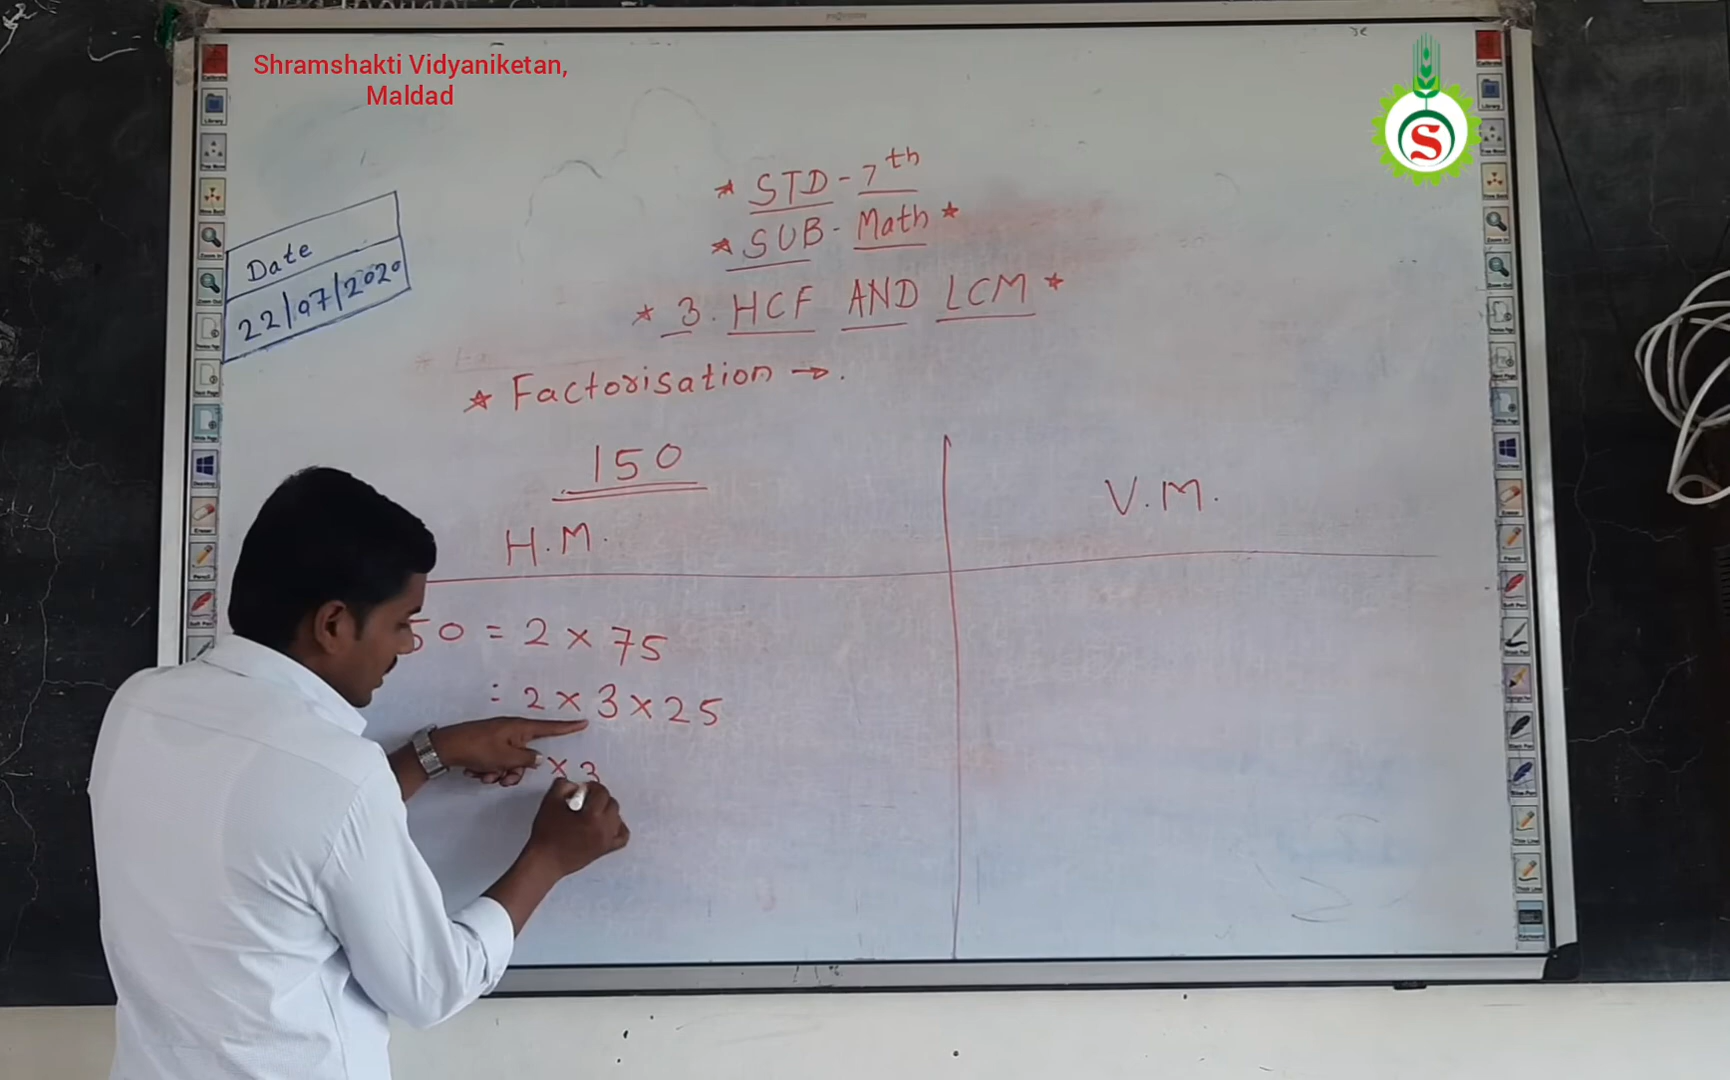 Shramshakti Vidyaniketan,
Maldad
S
* STD - 7th
* SUB - Math *
* 3. HCF AND LCM *
Date
22/07/2020
* Factorisation → .
150
H.M.
V.M.
50 = 2 × 75
= 2 × 3 × 25
× 3